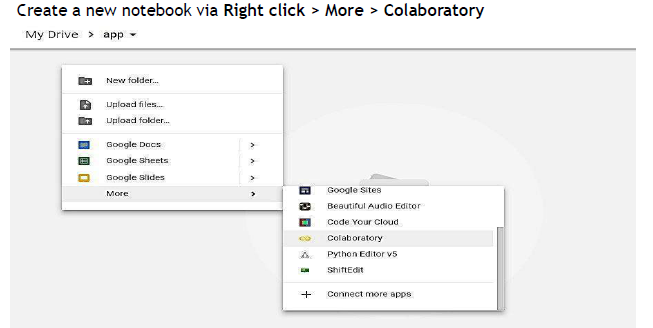 Create a new notebook via Right click > More > Colaboratory
My Drive > app
New folder...
Upload files...
Upload folder...
Google Docs >
Google Sheets >
Google Slides >
More >
Google Sites
Beautiful Audio Editor
Code Your Cloud
Colaboratory
Python Editor v5
ShiftEdit
+ Connect more apps